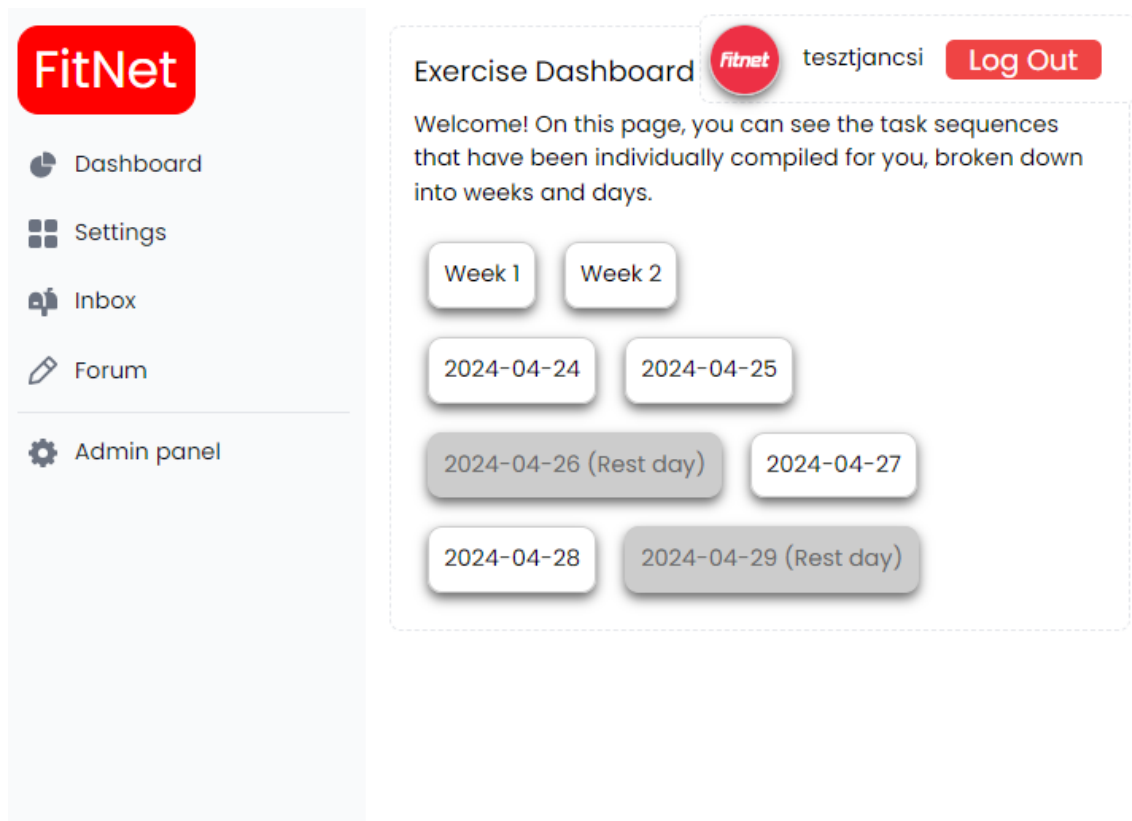 FitNet
Dashboard
Settings
Inbox
Forum
Admin panel
Fitnet
tesztjancsi
Log Out
Exercise Dashboard
Welcome! On this page, you can see the task sequences
that have been individually compiled for you, broken down
into weeks and days.
Week 1
Week 2
2024-04-24
2024-04-25
2024-04-26 (Rest day)
2024-04-27
2024-04-28
2024-04-29 (Rest day)